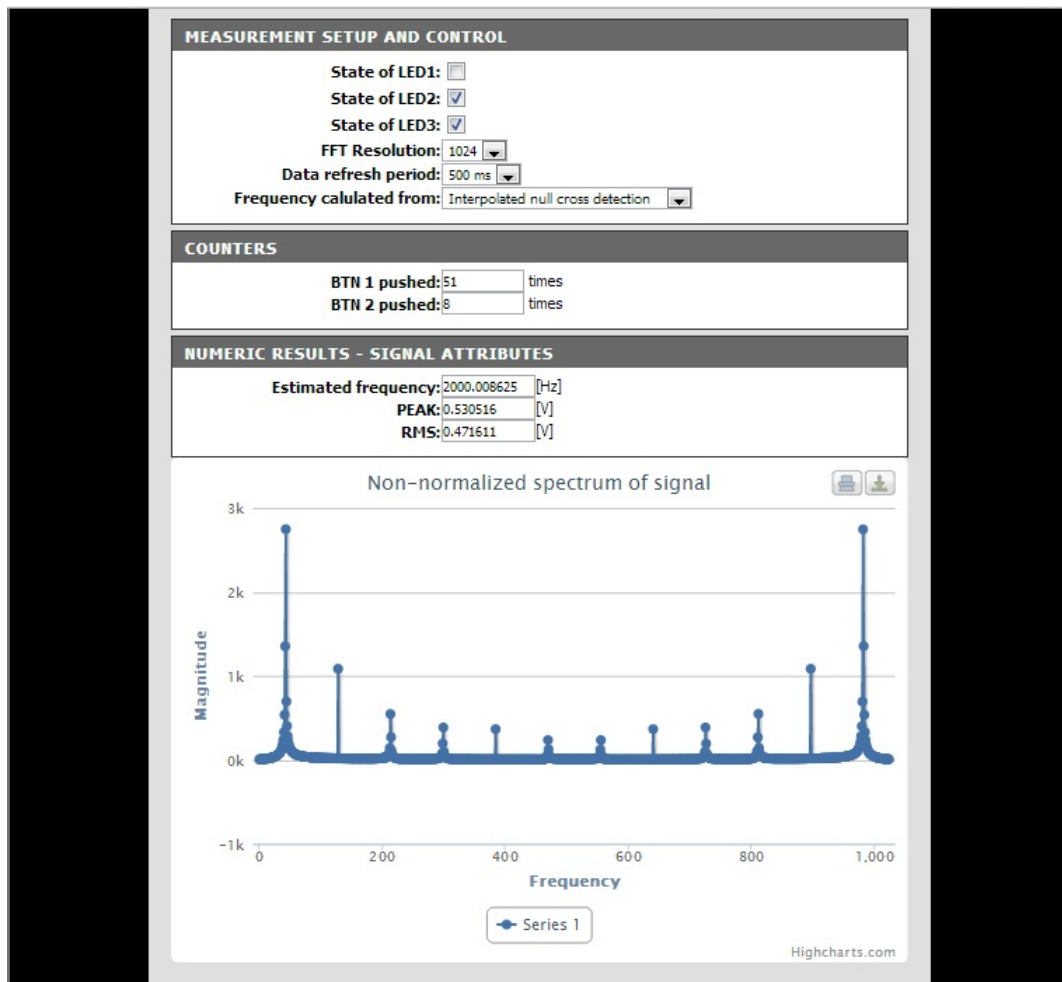 MEASUREMENT SETUP AND CONTROL
State of LED1:
State of LED2:
State of LED3:
FFT Resolution: 1024
Data refresh period: 500 ms
Frequency calulated from: Interpolated null cross detection
COUNTERS
BTN 1 pushed: 51 times
BTN 2 pushed: 8 times
NUMERIC RESULTS - SIGNAL ATTRIBUTES
Estimated frequency: 2000.008625 [Hz]
PEAK: 0.530516 [V]
RMS: 0.471611 [V]
Non-normalized spectrum of signal
3k
2k
1k
0k
-1k
Magnitude
0 200 400 600 800 1,000
Frequency
Series 1
Highcharts.com